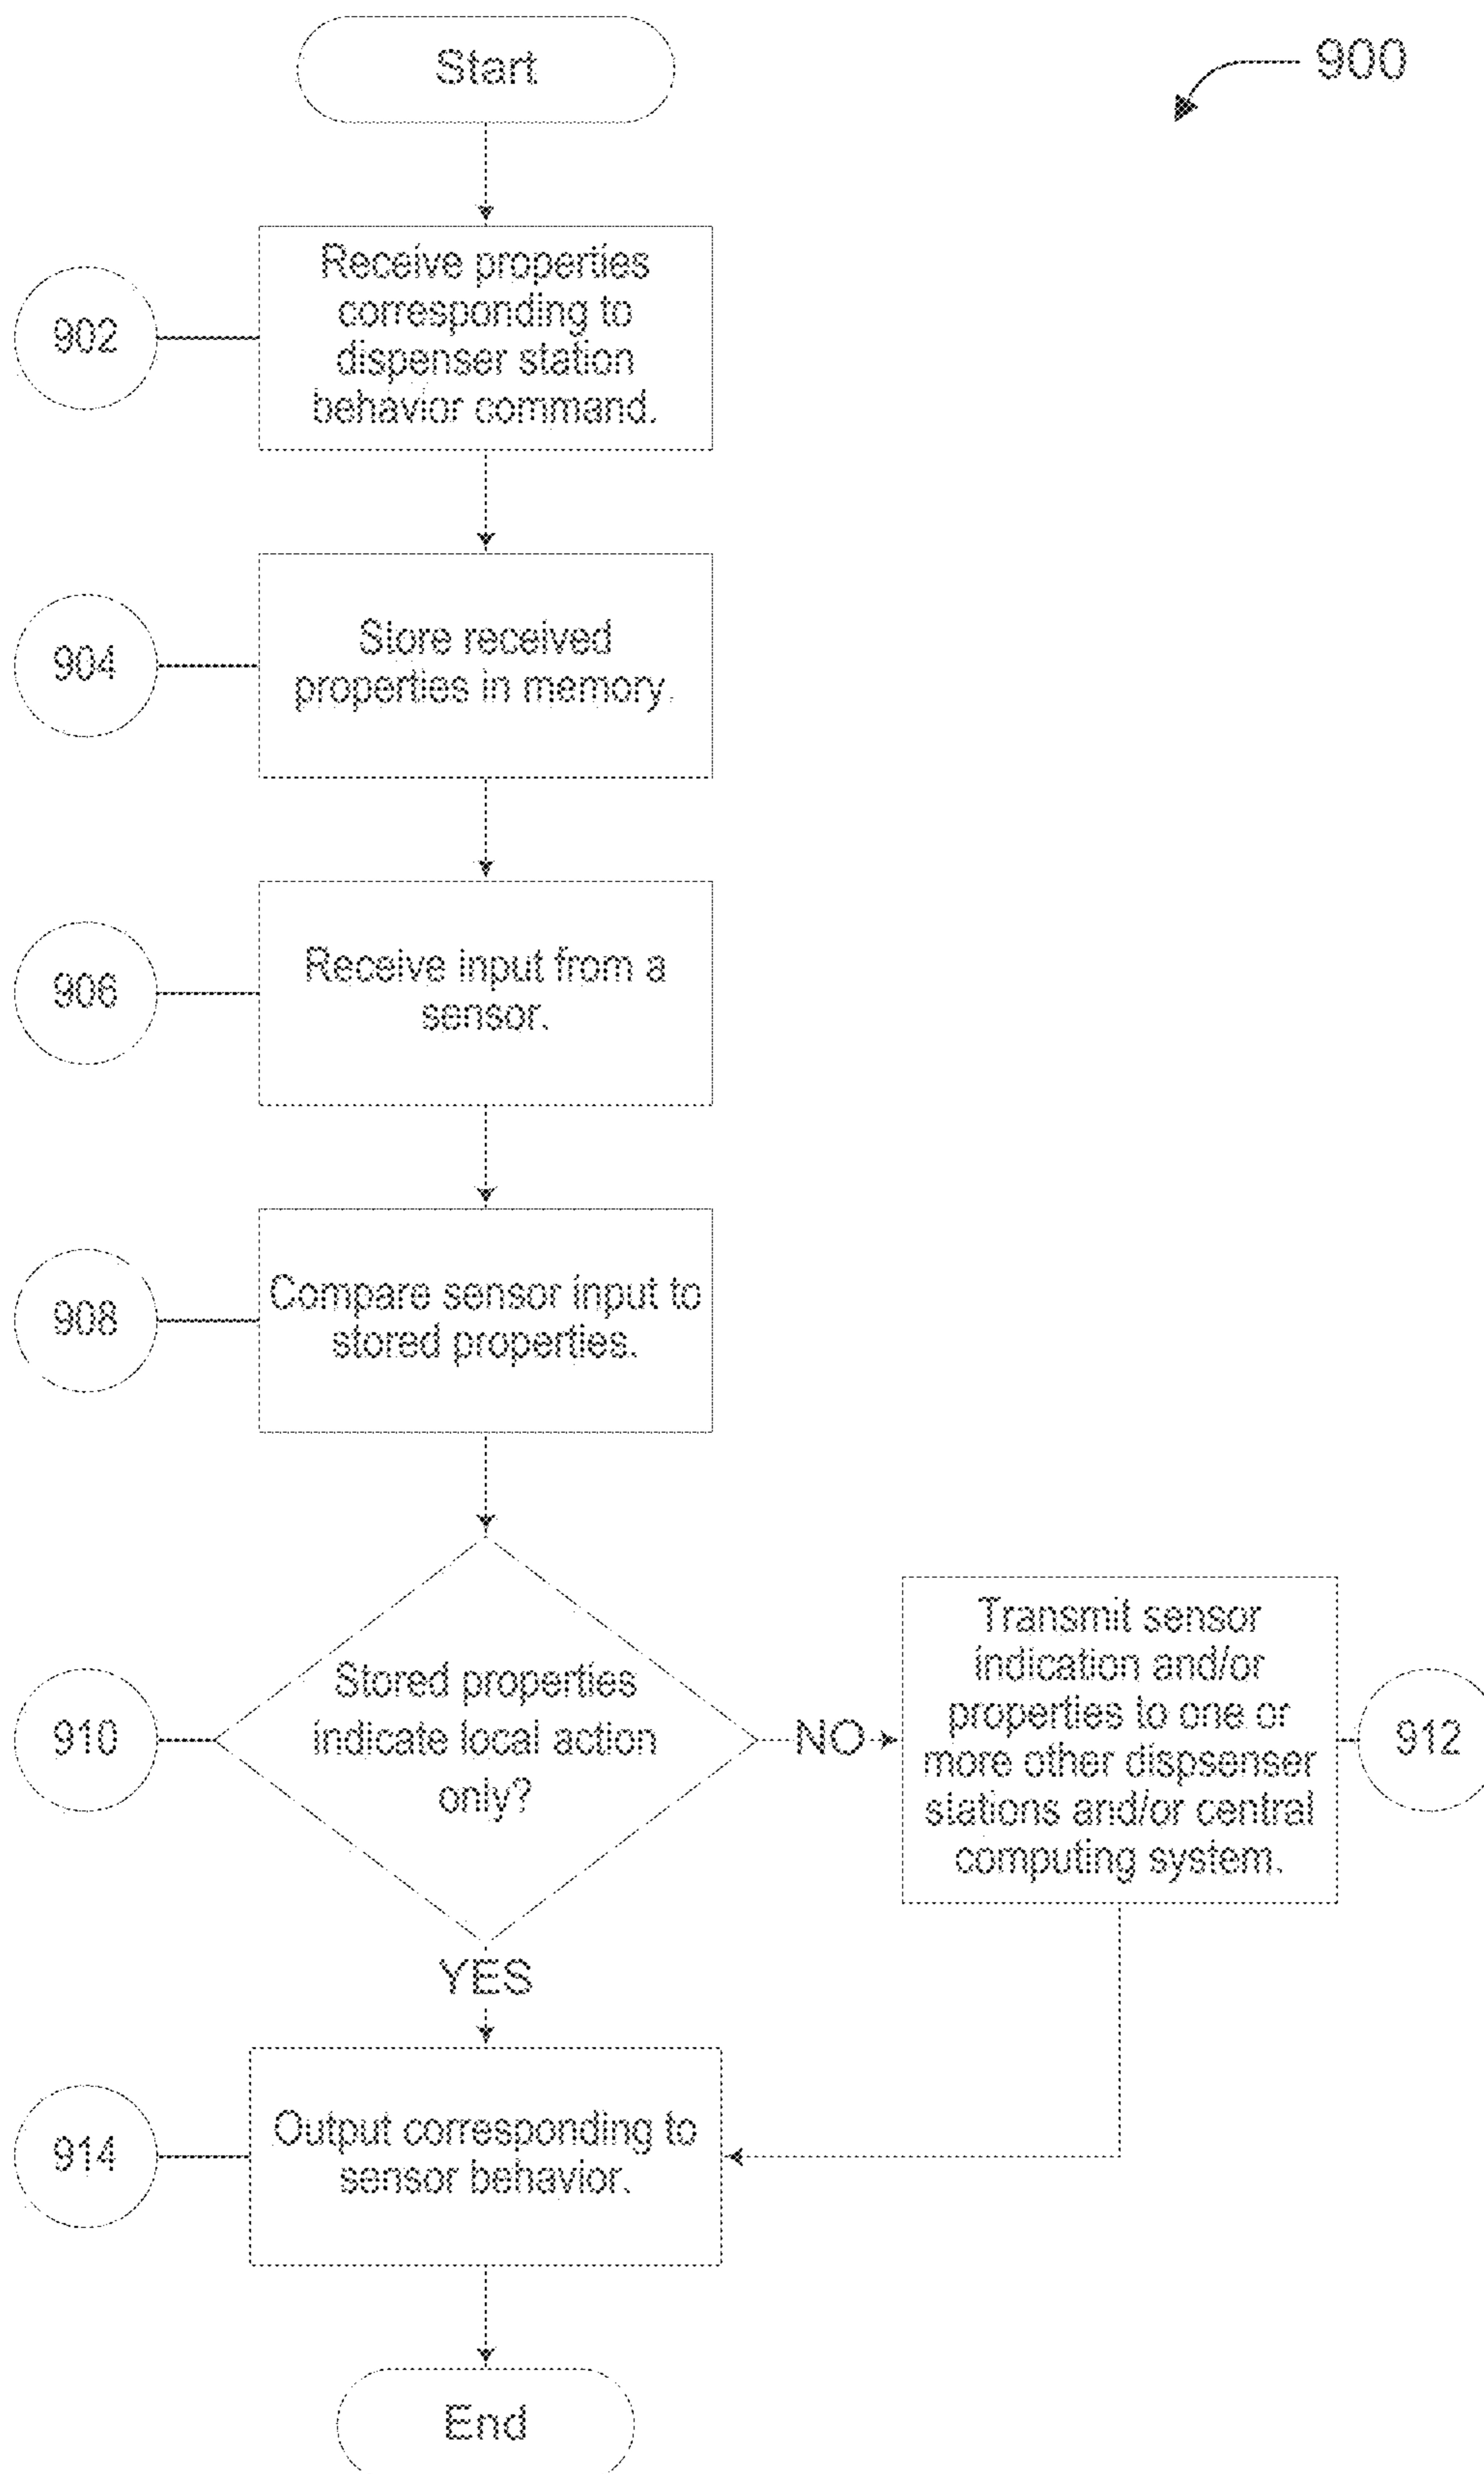 Start
900
902
Receive properties
corresponding to
dispenser station
behavior command.
904
Store received
properties in memory.
906
Receive input from a
sensor.
908
Compare sensor input to
stored properties.
910
Stored properties
indicate local action
only?
NO
Transmit sensor
indication and/or
properties to one or
more other dispsenser
stations and/or central
computing system.
912
YES
914
Output corresponding to
sensor behavior.
End